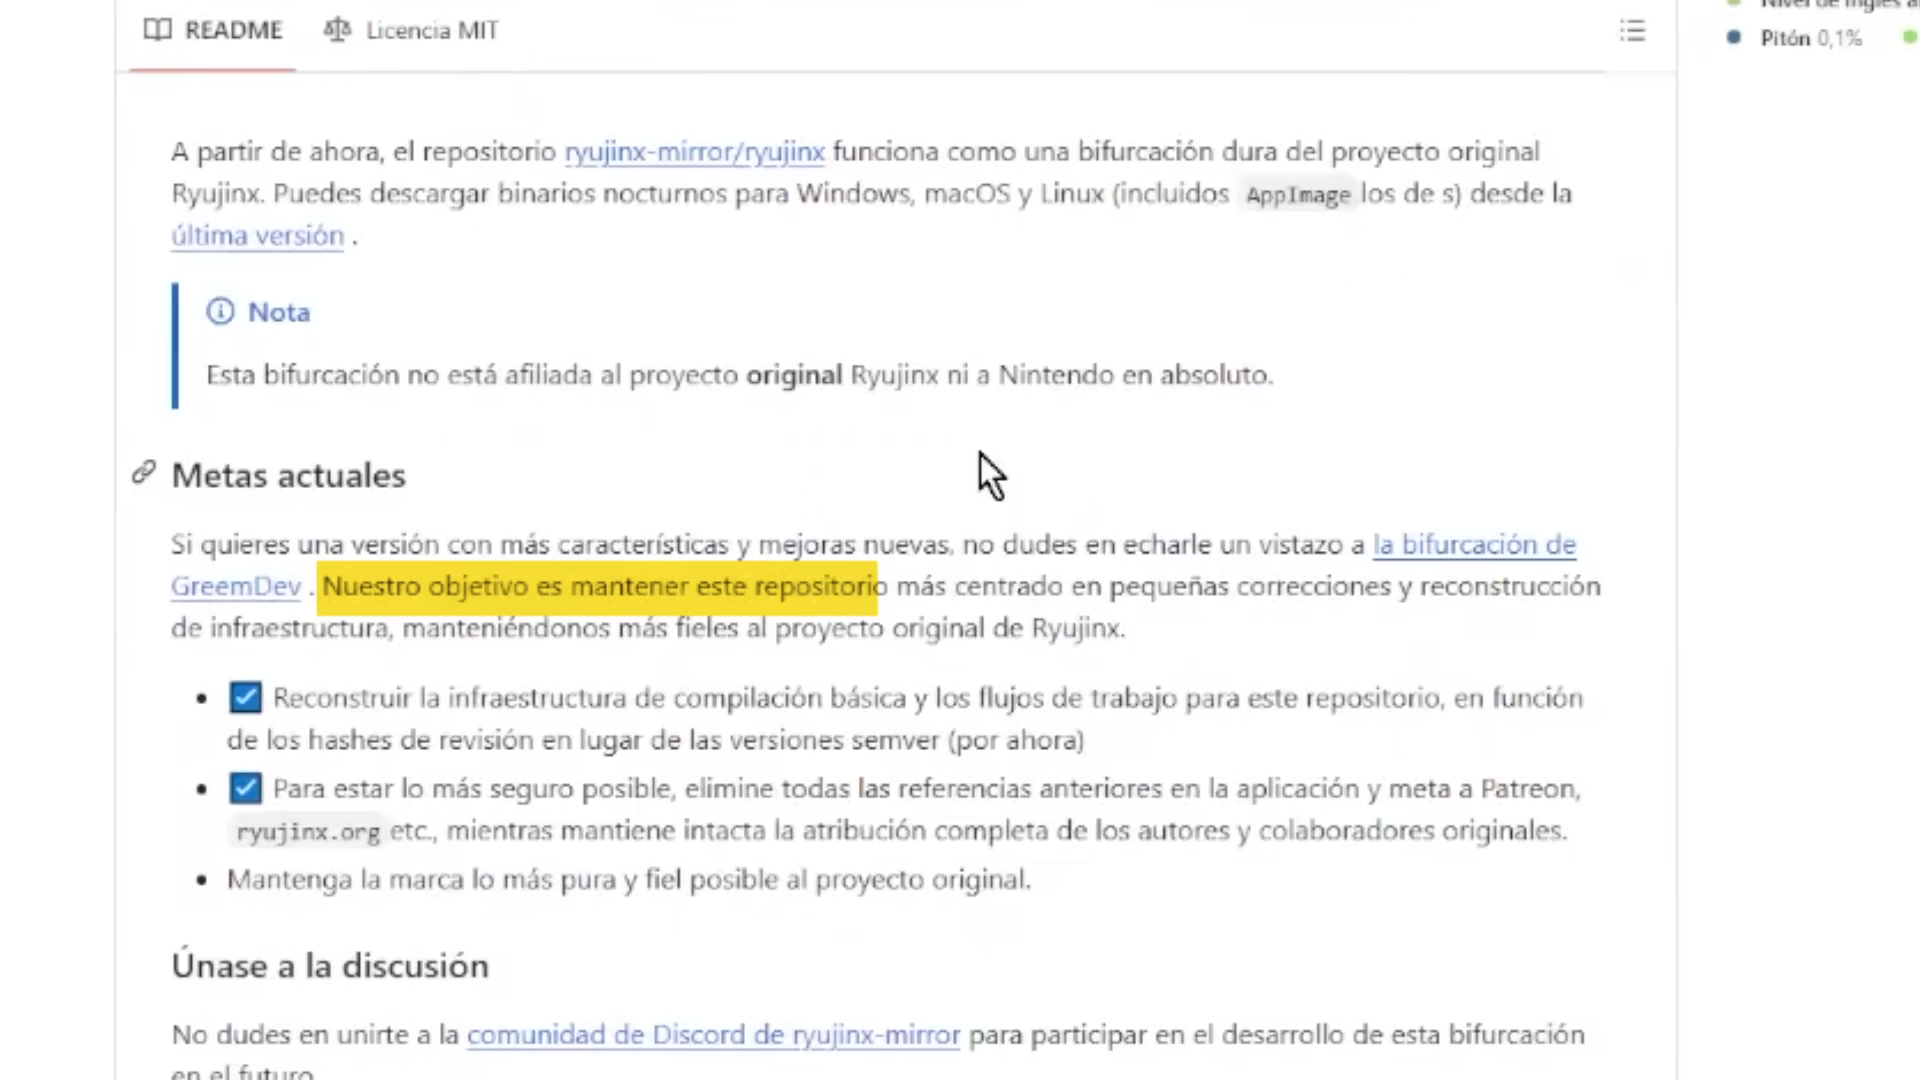 Nivel de inglés
README
Licencia MIT
Pitón 0,1%
A partir de ahora, el repositorio ryujinx-mirror/ryujinx funciona como una bifurcación dura del proyecto original
Ryujinx. Puedes descargar binarios nocturnos para Windows, macOS y Linux (incluidos AppImage los de s) desde la
última versión .
Nota
Esta bifurcación no está afiliada al proyecto original Ryujinx ni a Nintendo en absoluto.
Metas actuales
Si quieres una versión con más características y mejoras nuevas, no dudes en echarle un vistazo a la bifurcación de
GreemDev . Nuestro objetivo es mantener este repositorio más centrado en pequeñas correcciones y reconstrucción
de infraestructura, manteniéndonos más fieles al proyecto original de Ryujinx.
Reconstruir la infraestructura de compilación básica y los flujos de trabajo para este repositorio, en función
de los hashes de revisión en lugar de las versiones semver (por ahora)
Para estar lo más seguro posible, elimine todas las referencias anteriores en la aplicación y meta a Patreon,
ryujinx.org etc., mientras mantiene intacta la atribución completa de los autores y colaboradores originales.
Mantenga la marca lo más pura y fiel posible al proyecto original.
Únase a la discusión
No dudes en unirte a la comunidad de Discord de ryujinx-mirror para participar en el desarrollo de esta bifurcación
en el futuro